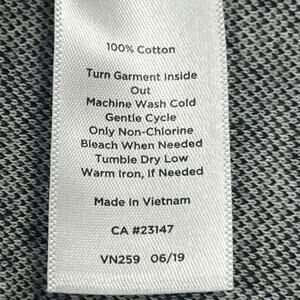 100% Cotton
Turn Garment Inside
Out
Machine Wash Cold
Gentle Cycle
Only Non-Chlorine
Bleach When Needed
Tumble Dry Low
Warm Iron, If Needed
Made In Vietnam
CA #23147
VN259 06/19